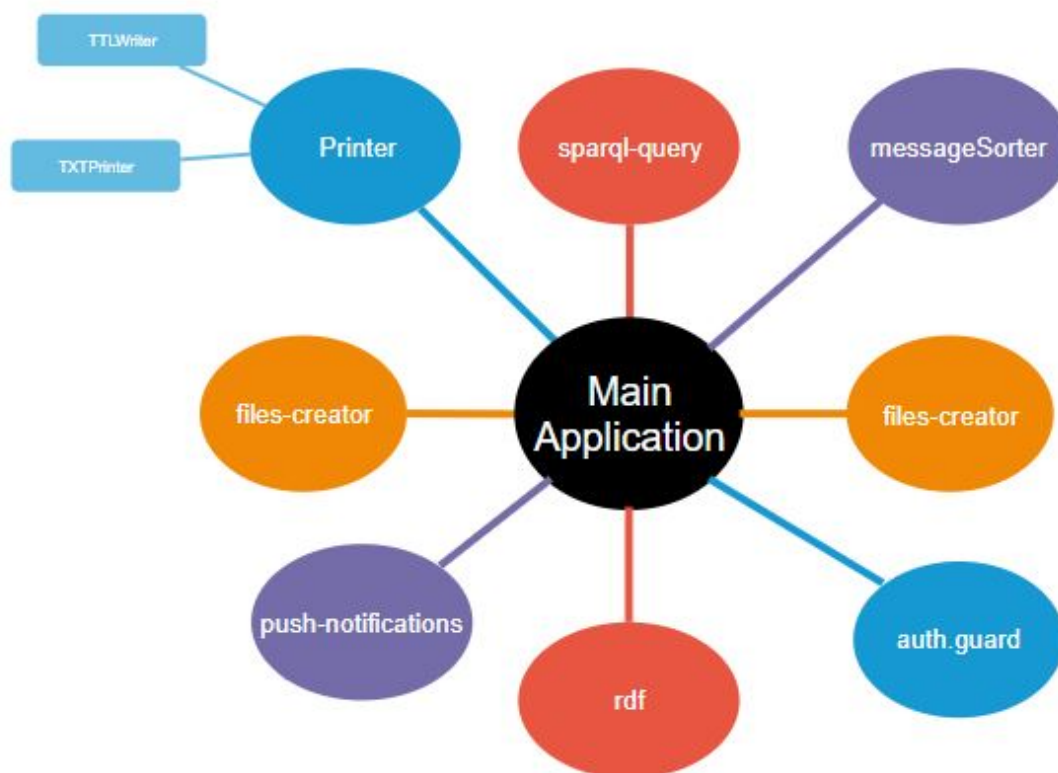 TTLWriter
Printer
sparql-query
messageSorter
TXTPrinter
files-creator
Main
Application
files-creator
push-notifications
auth.guard
rdf